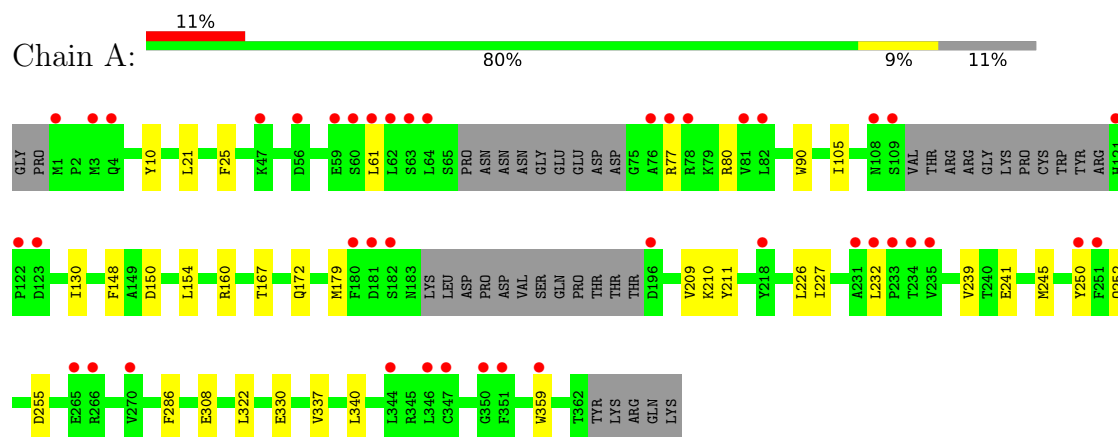 11%
Chain A:
80% 9% 11%
GLY PRO M1 P2 M3 Q4 Y10 L21 F25 K47 D56 E59 S60 L61 L62 S63 L64 S65 PRO ASN ASN ASN GLY GLU GLU ASP ASP G75 A76 R77 R78 K79 R80 V81 L82 W90 I105 N108 S109 VAL THR ARG ARG GLY LYS PRO CYS TRP TYR ARG H121
P122 D123 I130 F148 A149 D150 L154 R160 T167 Q172 M179 F180 D181 S182 N183 LYS LEU ASP PRO ASP VAL SER GLN PRO THR THR THR D196 V209 K210 Y211 Y218 L226 I227 A231 L232 P233 T234 V235 V239 T240 E241 M245 Y250 F251
D255 E265 R266 V270 F286 E308 L322 E330 V337 L340 L344 R345 L346 C347 G350 F351 W359 T362 TYR LYS ARG GLN LYS